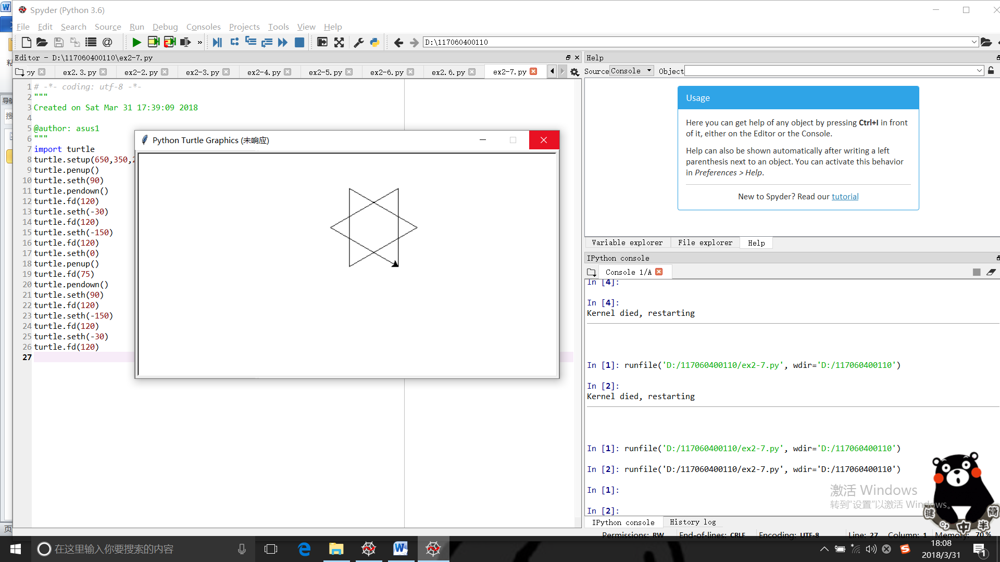 Spyder (Python 3.6)
File Edit Search Source Run Debug Consoles Projects Tools View Help
D:\117060400110
Editor - D:\117060400110\ex2-7.py
py ex2.3.py ex2-2.py ex2-3.py ex2-4.py ex2-5.py ex2-6.py ex2.6.py ex2-7.py
1 # -*- coding: utf-8 -*-
2 """
3 Created on Sat Mar 31 17:39:09 2018
4
5 @author: asus1
6 """
7 import turtle
8 turtle.setup(650,350,2
9 turtle.penup()
10 turtle.seth(90)
11 turtle.pendown()
12 turtle.fd(120)
13 turtle.seth(-30)
14 turtle.fd(120)
15 turtle.seth(-150)
16 turtle.fd(120)
17 turtle.seth(0)
18 turtle.penup()
19 turtle.fd(75)
20 turtle.pendown()
21 turtle.seth(90)
22 turtle.fd(120)
23 turtle.seth(-150)
24 turtle.fd(120)
25 turtle.seth(-30)
26 turtle.fd(120)
27
Python Turtle Graphics (未响应)
Help
Source Console Object
Usage
Here you can get help of any object by pressing Ctrl+I in front
of it, either on the Editor or the Console.
Help can also be shown automatically after writing a left
parenthesis next to an object. You can activate this behavior
in Preferences > Help.
New to Spyder? Read our tutorial
Variable explorer File explorer Help
IPython console
Console 1/A
In [4]:
In [4]:
Kernel died, restarting
In [1]: runfile('D:/117060400110/ex2-7.py', wdir='D:/117060400110')
In [2]:
Kernel died, restarting
In [1]: runfile('D:/117060400110/ex2-7.py', wdir='D:/117060400110')
In [2]: runfile('D:/117060400110/ex2-7.py', wdir='D:/117060400110')
In [1]:
In [2]:
激活 Windows
转到"设置"以激活 Windows。
键 中 半 简
IPython console History log
Permissions: RW End-of-lines: CRLF Encoding: UTF-8 Line: 27 Column: 1 Memory: 70 %
在这里输入你要搜索的内容
18:08
2018/3/31
1